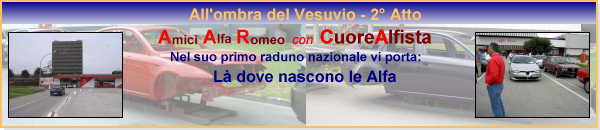 All'ombra del Vesuvio - 2° Atto
Amici Alfa Romeo con CuoreAlfista
Nel suo primo raduno nazionale vi porta:
Là dove nascono le Alfa